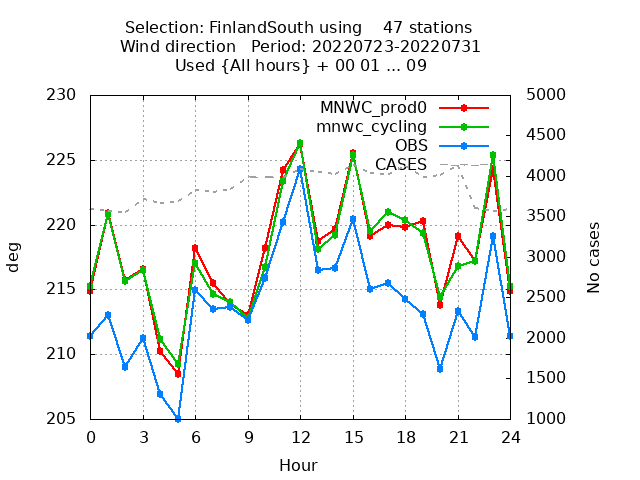 Selection: FinlandSouth using 47 stations
Wind direction Period: 20220723-20220731
Used {All hours} + 00 01 ... 09
230 5000
MNWC_prod0
mnwc_cycling 4500
OBS
225 CASES 4000
220 3500
3000
215 2500
2000
210 1500
205 1000
deg
No cases
0 3 6 9 12 15 18 21 24
Hour